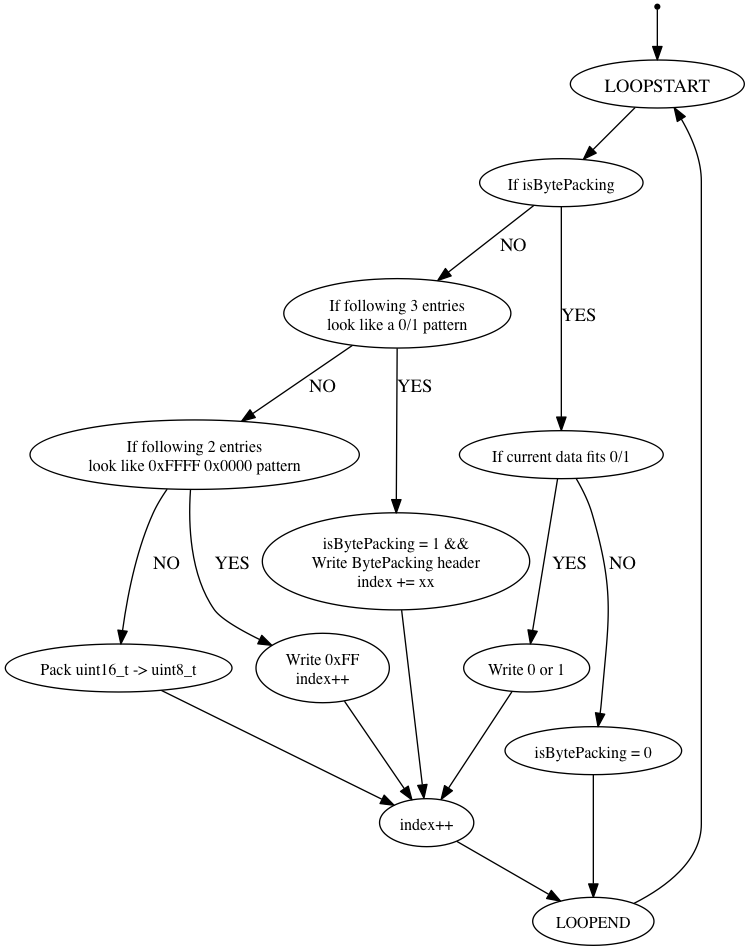 LOOPSTART
If isBytePacking
NO
YES
If following 3 entries
look like a 0/1 pattern
NO
YES
If following 2 entries
look like 0xFFFF 0x0000 pattern
If current data fits 0/1
isBytePacking = 1 &&
Write BytePacking header
index += xx
NO
YES
YES
NO
Pack uint16_t -> uint8_t
Write 0xFF
index++
Write 0 or 1
isBytePacking = 0
index++
LOOPEND